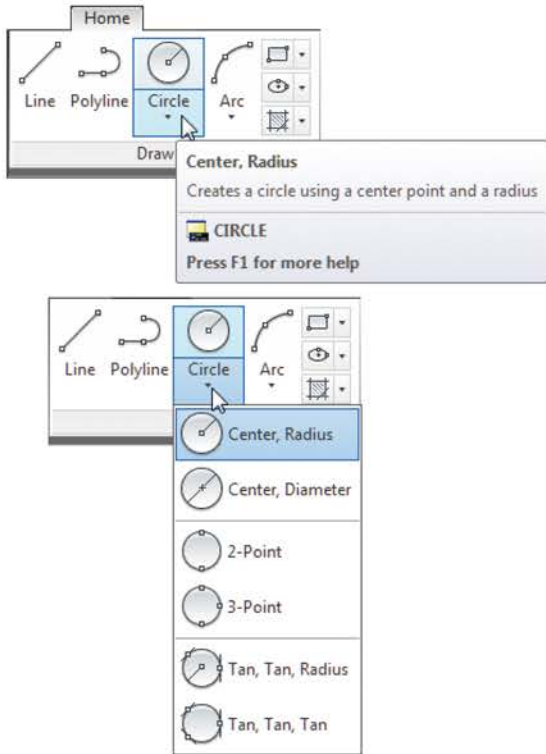 Home
Line Polyline Circle Arc
Draw
Center, Radius
Creates a circle using a center point and a radius
CIRCLE
Press F1 for more help
Line Polyline Circle Arc
Center, Radius
Center, Diameter
2-Point
3-Point
Tan, Tan, Radius
Tan, Tan, Tan